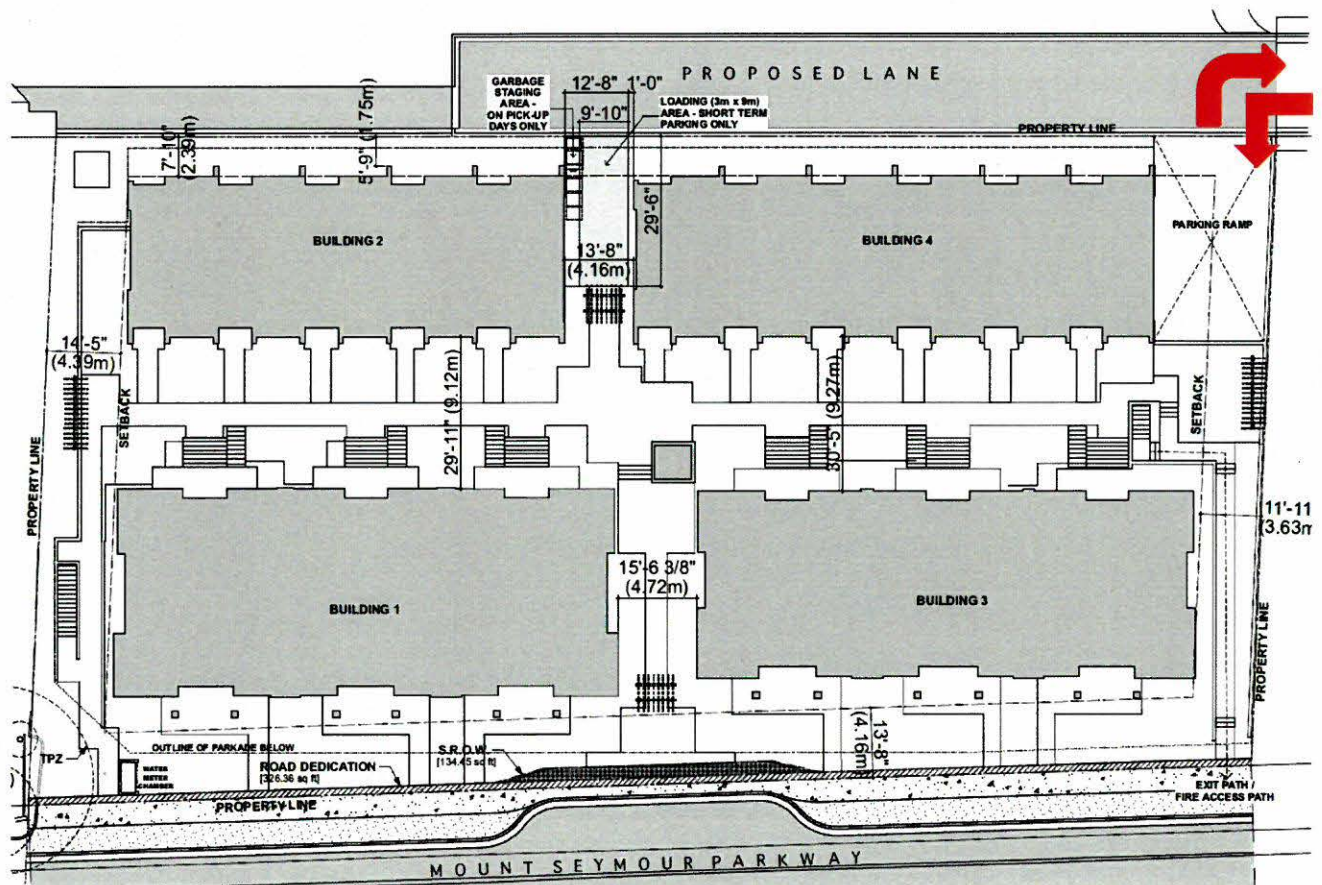 PROPOSED LANE
GARBAGE
STAGING
AREA -
ON PICK-UP
DAYS ONLY
12'-8"
1'-0"
9'-10"
LOADING (3m x 9m)
AREA - SHORT TERM
PARKING ONLY
PROPERTY LINE
7'-10"
(2.39m)
5'-9" (1.75m)
29'-6"
BUILDING 2
BUILDING 4
PARKING RAMP
13'-8"
(4.16m)
14'-5"
(4.39m)
SETBACK
PROPERTY LINE
29'-11" (9.12m)
30'-5" (9.27m)
SETBACK
11'-11
(3.63m
BUILDING 1
15'-6 3/8"
(4.72m)
BUILDING 3
PROPERTY LINE
13'-8"
(4.16m)
TPZ
OUTLINE OF PARKADE BELOW
WATER
METER
CHAMBER
ROAD DEDICATION
[326.36 sq ft]
S.R.O.W
[134.45 sq ft]
PROPERTY LINE
EXIT PATH /
FIRE ACCESS PATH
MOUNT SEYMOUR PARKWAY